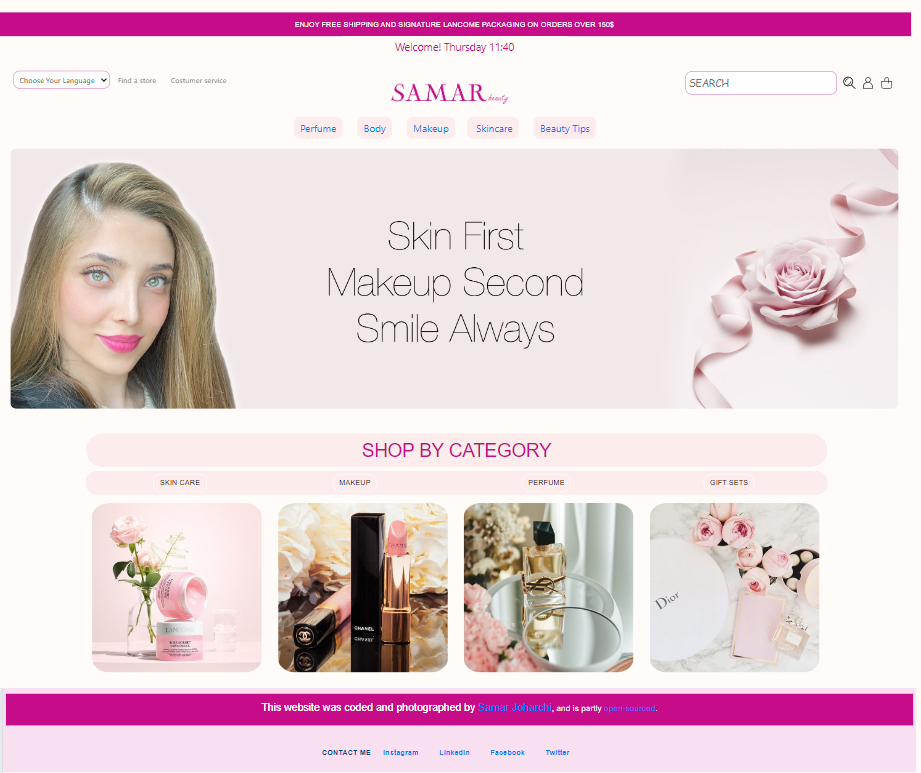 ENJOY FREE SHIPPING AND SIGNATURE LANCOME PACKAGING ON ORDERS OVER 150$
Welcome! Thursday 11:40
Choose Your Language
Find a store
Costumer service
SAMAR beauty
SEARCH
Perfume
Body
Makeup
Skincare
Beauty Tips
Skin First
Makeup Second
Smile Always
SHOP BY CATEGORY
SKIN CARE
MAKEUP
PERFUME
GIFT SETS
LANCÔME
CHANEL
Dior
This website was coded and photographed by Samar Joharchi, and is partly open-sourced.
CONTACT ME
Instagram
LinkedIn
Facebook
Twitter